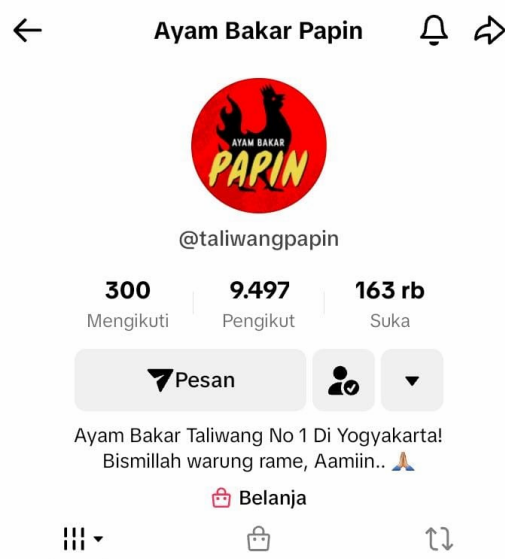 Ayam Bakar Papin
AYAM BAKAR
PAPIN
@taliwangpapin
300 9.497 163 rb
Mengikuti Pengikut Suka
Pesan
Ayam Bakar Taliwang No 1 Di Yogyakarta!
Bismillah warung rame, Aamiin.. 🙏🏼
Belanja